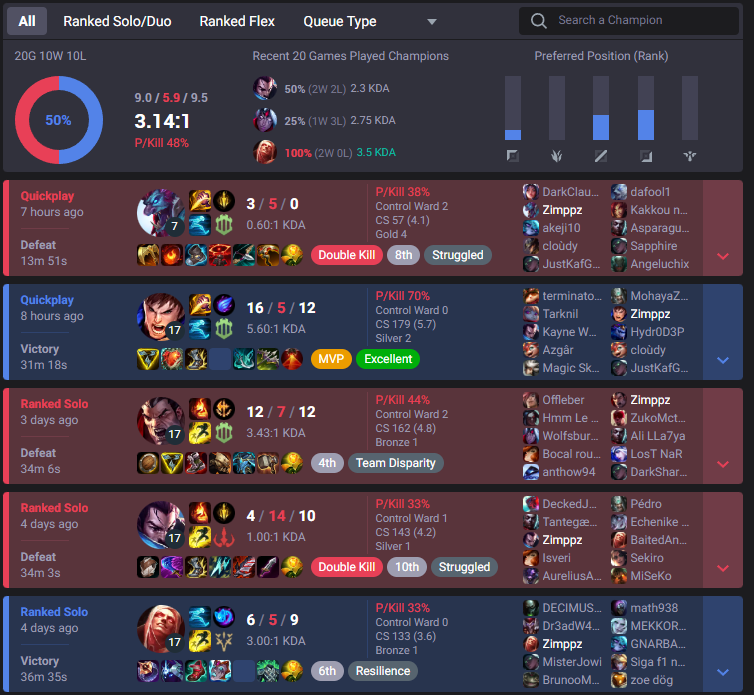 All Ranked Solo/Duo Ranked Flex Queue Type Search a Champion
20G 10W 10L
50%
9.0 / 5.9 / 9.5
3.14:1
P/Kill 48%
Recent 20 Games Played Champions
50% (2W 2L) 2.3 KDA
25% (1W 3L) 2.75 KDA
100% (2W 0L) 3.5 KDA
Preferred Position (Rank)
Quickplay
7 hours ago
Defeat
13m 51s
7
3 / 5 / 0
0.60:1 KDA
P/Kill 38%
Control Ward 2
CS 57 (4.1)
Gold 4
Double Kill 8th Struggled
DarkClau...
Zimppz
akeji10
cloùdy
JustKafG...
dafool1
Kakkou n...
Asparagu...
Sapphire
Angeluchix
Quickplay
8 hours ago
Victory
31m 18s
17
16 / 5 / 12
5.60:1 KDA
P/Kill 70%
Control Ward 0
CS 179 (5.7)
Silver 2
MVP Excellent
terminato...
Tarknil
Kayne W...
Azgâr
Magic Sk...
MohayaZ...
Zimppz
Hydr0D3P
cloùdy
JustKafG...
Ranked Solo
3 days ago
Defeat
34m 6s
17
12 / 7 / 12
3.43:1 KDA
P/Kill 44%
Control Ward 2
CS 162 (4.8)
Bronze 1
4th Team Disparity
Offleber
Hmm Le ...
Wolfsbur...
Bocal rou...
anthow94
Zimppz
ZukoMct...
Ali LLa7ya
LosT NaR
DarkShar...
Ranked Solo
4 days ago
Defeat
34m 3s
17
4 / 14 / 10
1.00:1 KDA
P/Kill 33%
Control Ward 1
CS 143 (4.2)
Silver 1
Double Kill 10th Struggled
DeckedJ...
Tantegæ...
Zimppz
Isveri
AureliusA...
Pédro
Echenike ...
BaitedAn...
Sekiro
MiSeKo
Ranked Solo
4 days ago
Victory
36m 35s
17
6 / 5 / 9
3.00:1 KDA
P/Kill 33%
Control Ward 0
CS 133 (3.6)
Bronze 1
6th Resilience
DECIMUS...
Dr3adW4...
Zimppz
MisterJowi
BrunooM...
math938
MEKKOR...
GNARBA...
Siga f1 n...
zoe dög